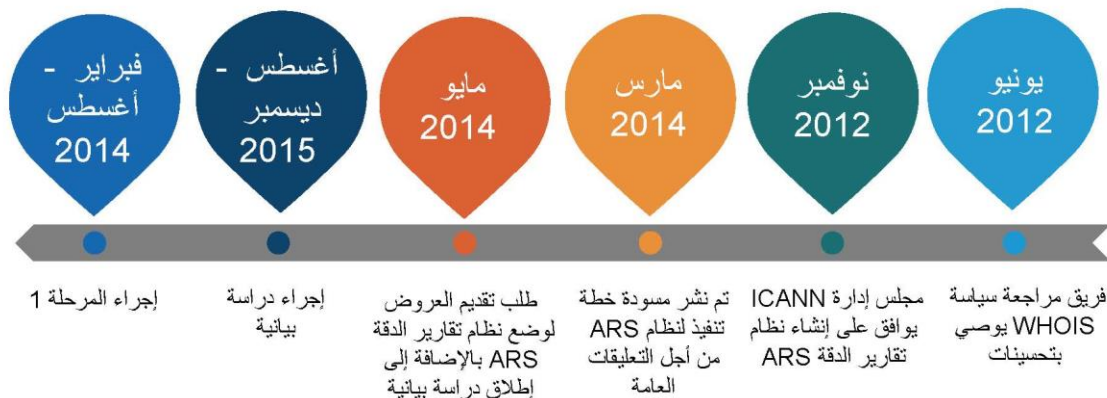 يونيو
2012
نوفمبر
2012
مارس
2014
مايو
2014
أغسطس -
ديسمبر
2015
فبراير -
أغسطس
2014
فريق مراجعة سياسة
WHOIS يوصي
بتحسينات
مجلس إدارة ICANN
يوافق على إنشاء نظام
تقارير الدقة ARS
تم نشر مسودة خطة
تنفيذ لنظام ARS
من أجل التعليقات
العامة
طلب تقديم العروض
لوضع نظام تقارير الدقة
ARS بالإضافة إلى
إطلاق دراسة بيانية
إجراء دراسة
بيانية
إجراء المرحلة 1